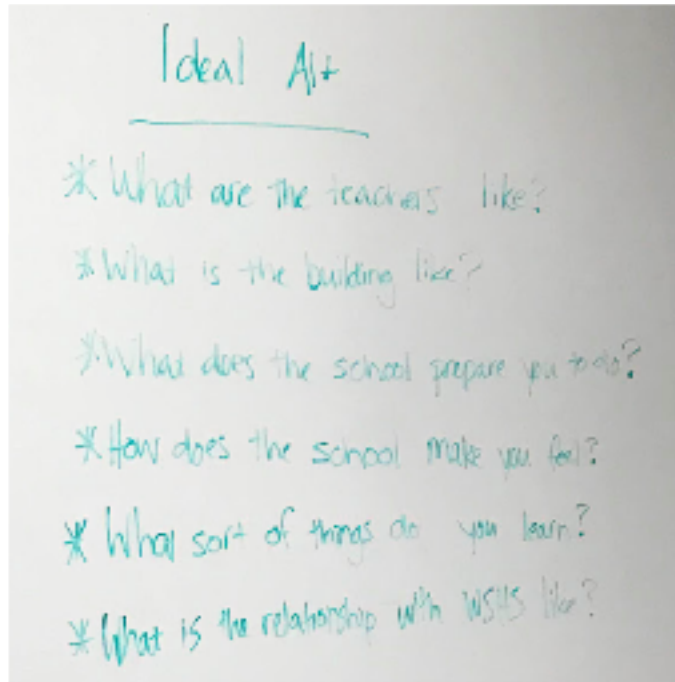 Ideal Alt
* What are the teachers like?
* What is the building like?
* What does the school prepare you to do?
* How does the school make you feel?
* What sort of things do you learn?
* What is the relationship with WSHS like?